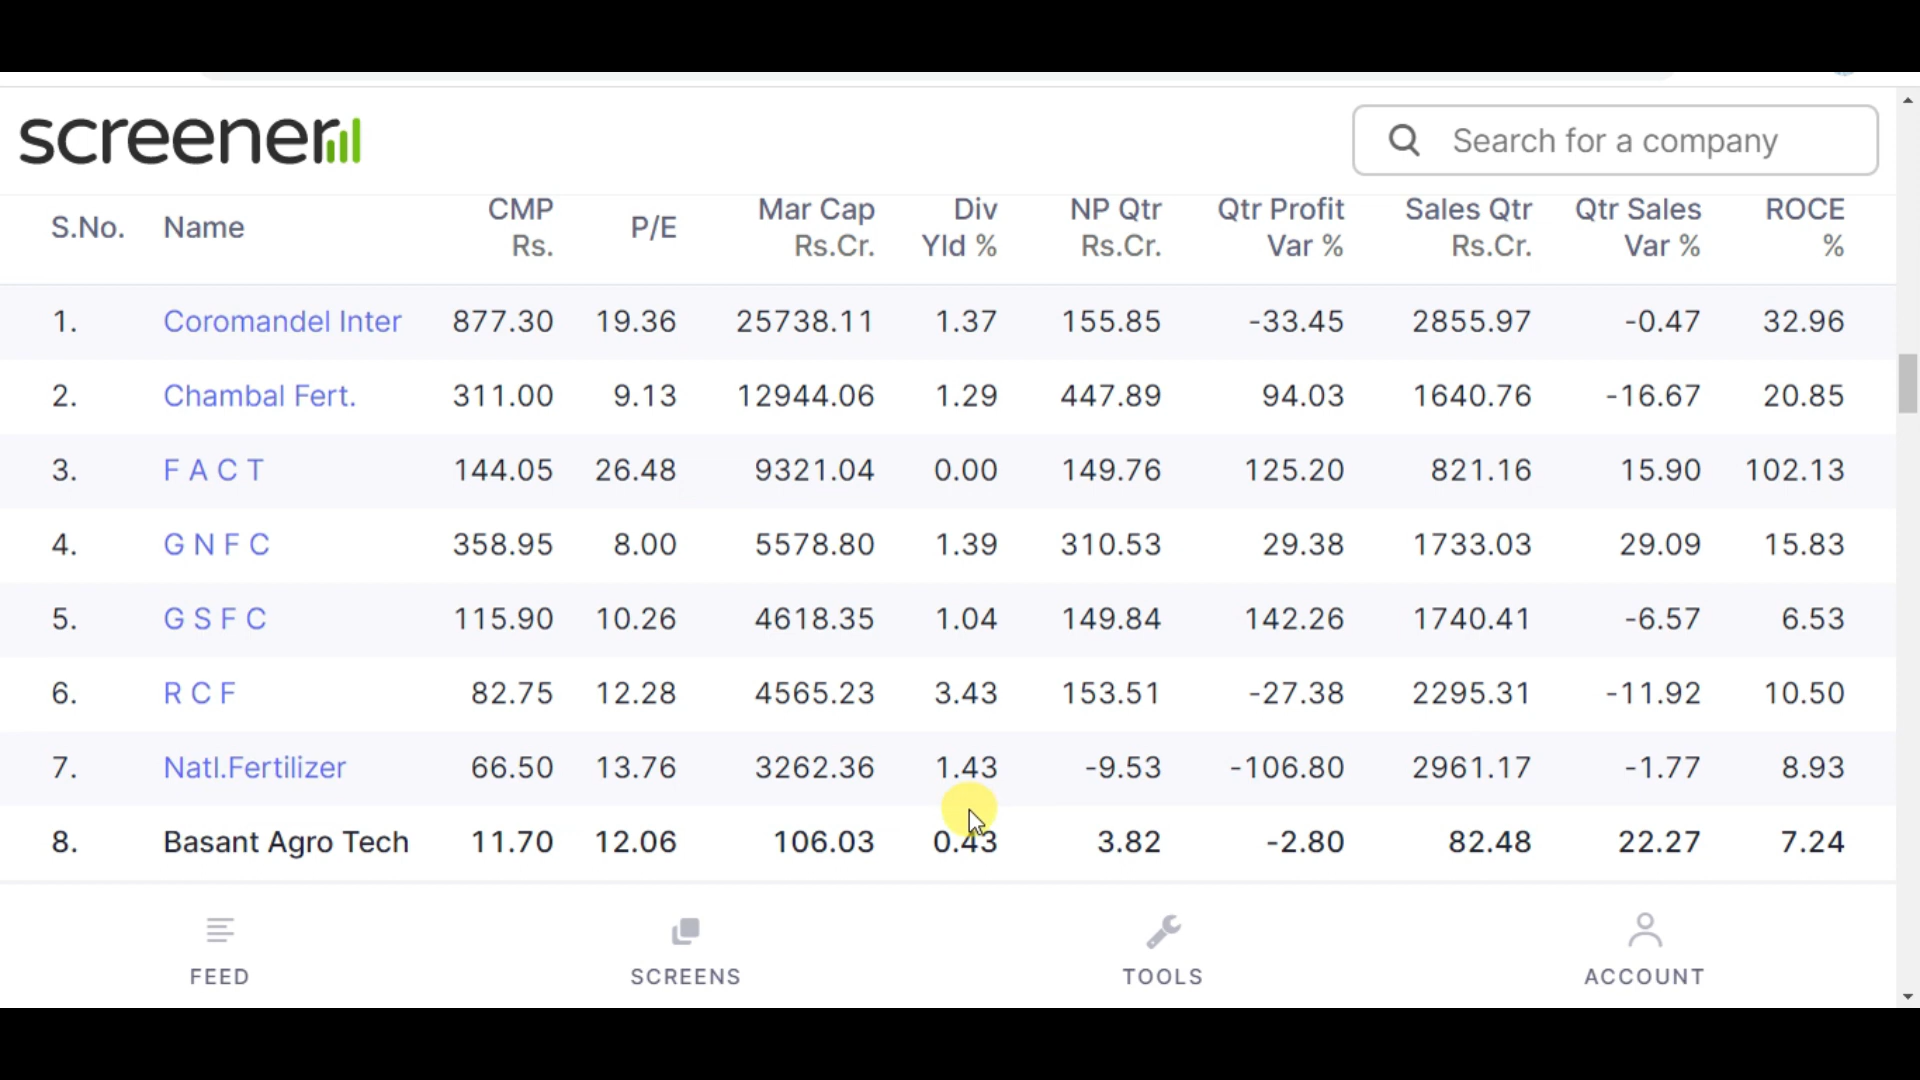 screener
Search for a company
S.No. Name CMP Rs. P/E Mar Cap Rs.Cr. Div Yld % NP Qtr Rs.Cr. Qtr Profit Var % Sales Qtr Rs.Cr. Qtr Sales Var % ROCE %
1. Coromandel Inter 877.30 19.36 25738.11 1.37 155.85 -33.45 2855.97 -0.47 32.96
2. Chambal Fert. 311.00 9.13 12944.06 1.29 447.89 94.03 1640.76 -16.67 20.85
3. F A C T 144.05 26.48 9321.04 0.00 149.76 125.20 821.16 15.90 102.13
4. G N F C 358.95 8.00 5578.80 1.39 310.53 29.38 1733.03 29.09 15.83
5. G S F C 115.90 10.26 4618.35 1.04 149.84 142.26 1740.41 -6.57 6.53
6. R C F 82.75 12.28 4565.23 3.43 153.51 -27.38 2295.31 -11.92 10.50
7. Natl.Fertilizer 66.50 13.76 3262.36 1.43 -9.53 -106.80 2961.17 -1.77 8.93
8. Basant Agro Tech 11.70 12.06 106.03 0.43 3.82 -2.80 82.48 22.27 7.24
FEED SCREENS TOOLS ACCOUNT